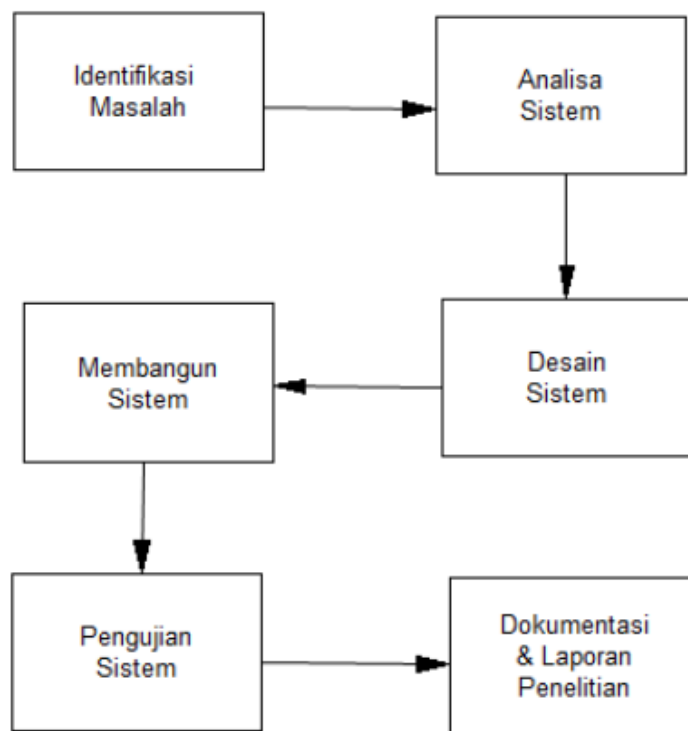 Identifikasi
Masalah
Analisa
Sistem
Desain
Sistem
Membangun
Sistem
Pengujian
Sistem
Dokumentasi
& Laporan
Penelitian